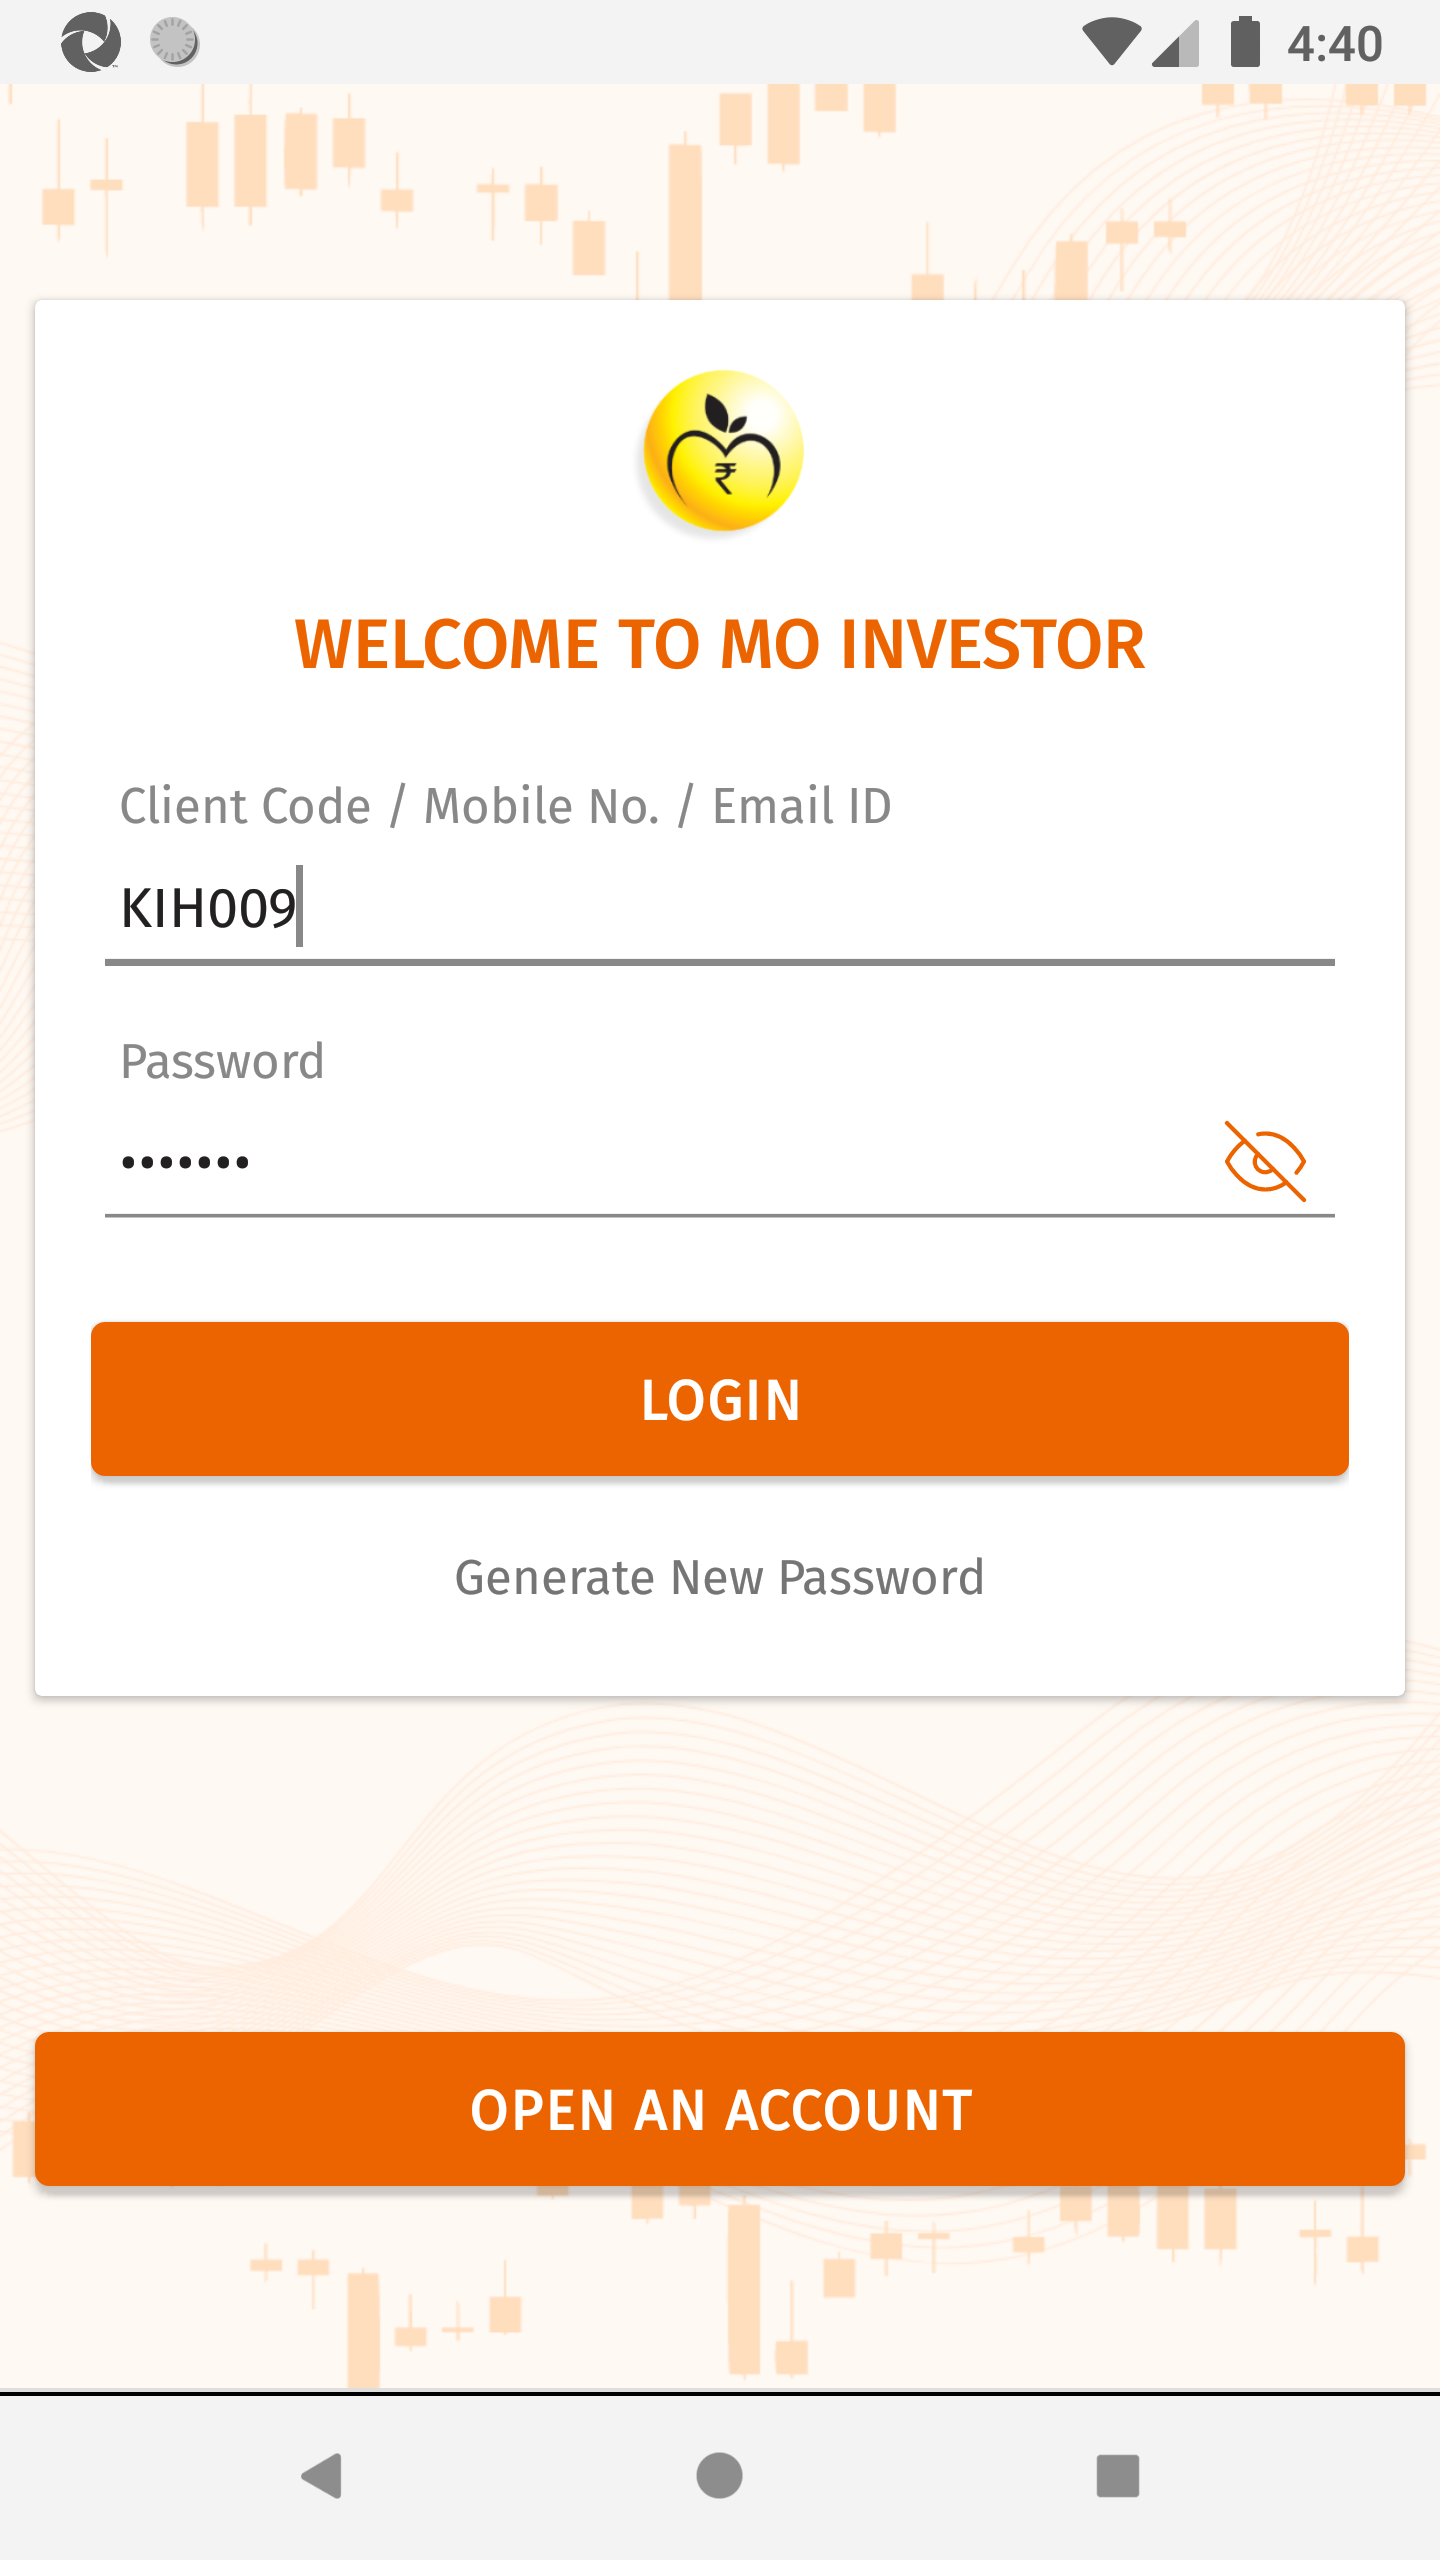 4:40
₹
WELCOME TO MO INVESTOR
Client Code / Mobile No. / Email ID
KIH009
Password
•••••••
LOGIN
Generate New Password
OPEN AN ACCOUNT